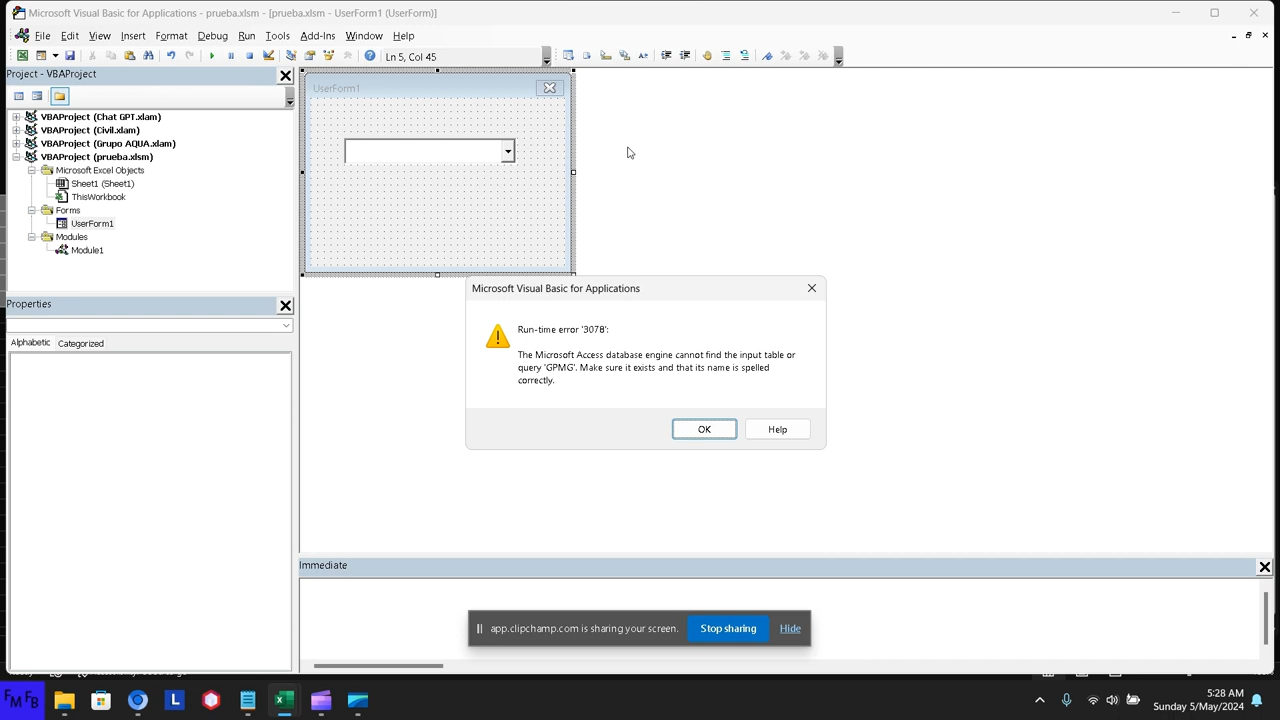 Microsoft Visual Basic for Applications - prueba.xlsm - [prueba.xlsm - UserForm1 (UserForm)]
File Edit View Insert Format Debug Run Tools Add-Ins Window Help
Ln 5, Col 45
Project - VBAProject
UserForm1
VBAProject (Chat GPT.xlam)
VBAProject (Civil.xlam)
VBAProject (Grupo AQUA.xlam)
VBAProject (prueba.xlsm)
Microsoft Excel Objects
Sheet1 (Sheet1)
ThisWorkbook
Forms
UserForm1
Modules
Module1
Properties
Alphabetic Categorized
Microsoft Visual Basic for Applications
Run-time error '3078':
The Microsoft Access database engine cannot find the input table or
query 'GPMG'. Make sure it exists and that its name is spelled
correctly.
OK Help
Immediate
app.clipchamp.com is sharing your screen. Stop sharing Hide
FM FB
L
5:28 AM
Sunday 5/May/2024